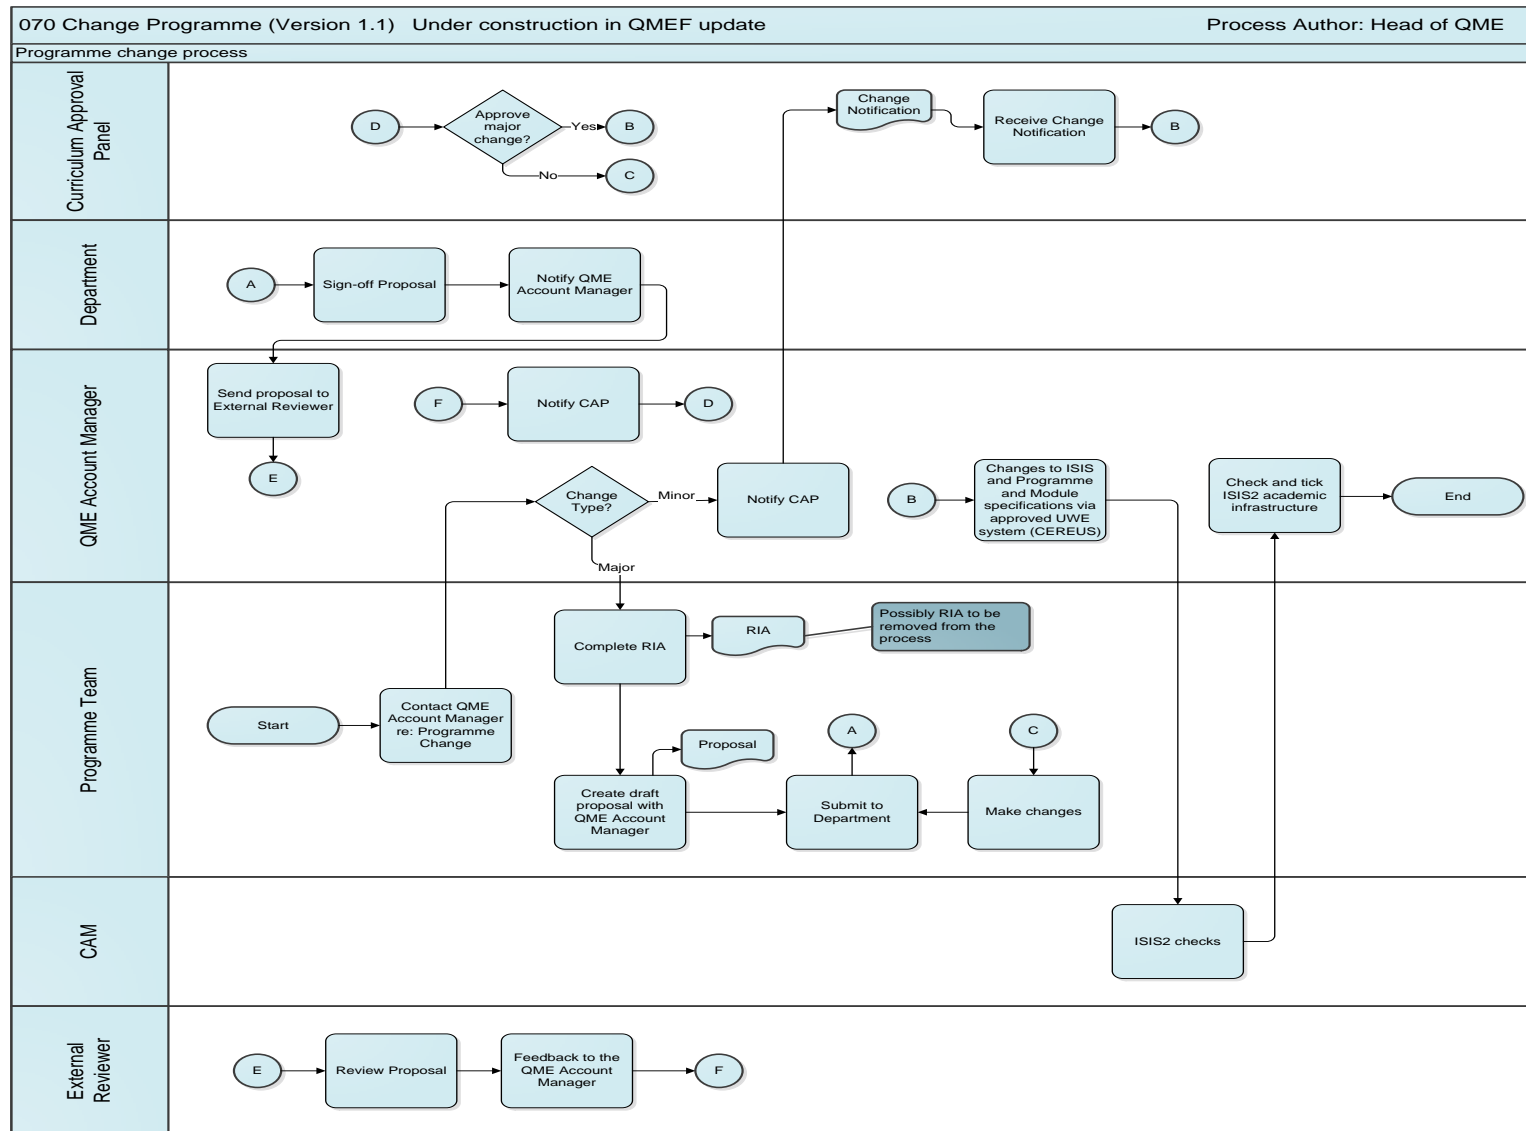 070 Change Programme (Version 1.1)   Under construction in QMEF update
Process Author: Head of QME
Programme change process
Curriculum Approval
Panel
D
Approve
major
change?
Yes
B
No
C
Change
Notification
Receive Change
Notification
B
Department
A
Sign-off Proposal
Notify QME
Account Manager
QME Account Manager
Send proposal to
External Reviewer
E
F
Notify CAP
D
Change
Type?
Minor
Major
Notify CAP
B
Changes to ISIS
and Programme
and Module
specifications via
approved UWE
system (CEREUS)
Check and tick
ISIS2 academic
infrastructure
End
Programme Team
Start
Contact QME
Account Manager
re: Programme
Change
Complete RIA
RIA
Possibly RIA to be
removed from the
process
Create draft
proposal with
QME Account
Manager
Proposal
A
Submit to
Department
C
Make changes
CAM
ISIS2 checks
External
Reviewer
E
Review Proposal
Feedback to the
QME Account
Manager
F